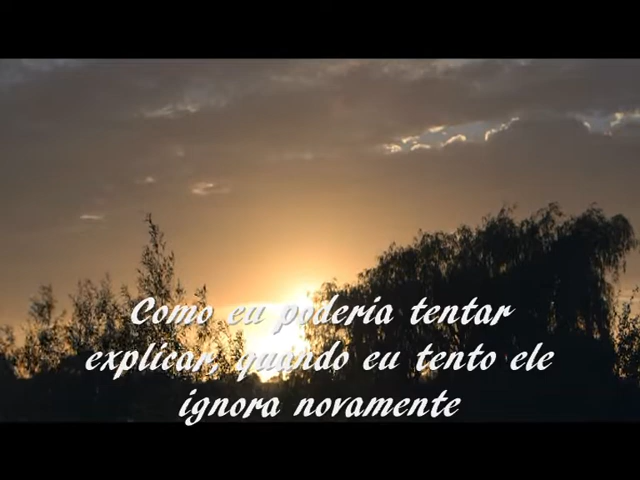 Como eu poderia tentar
explicar, quando eu tento ele
ignora novamente